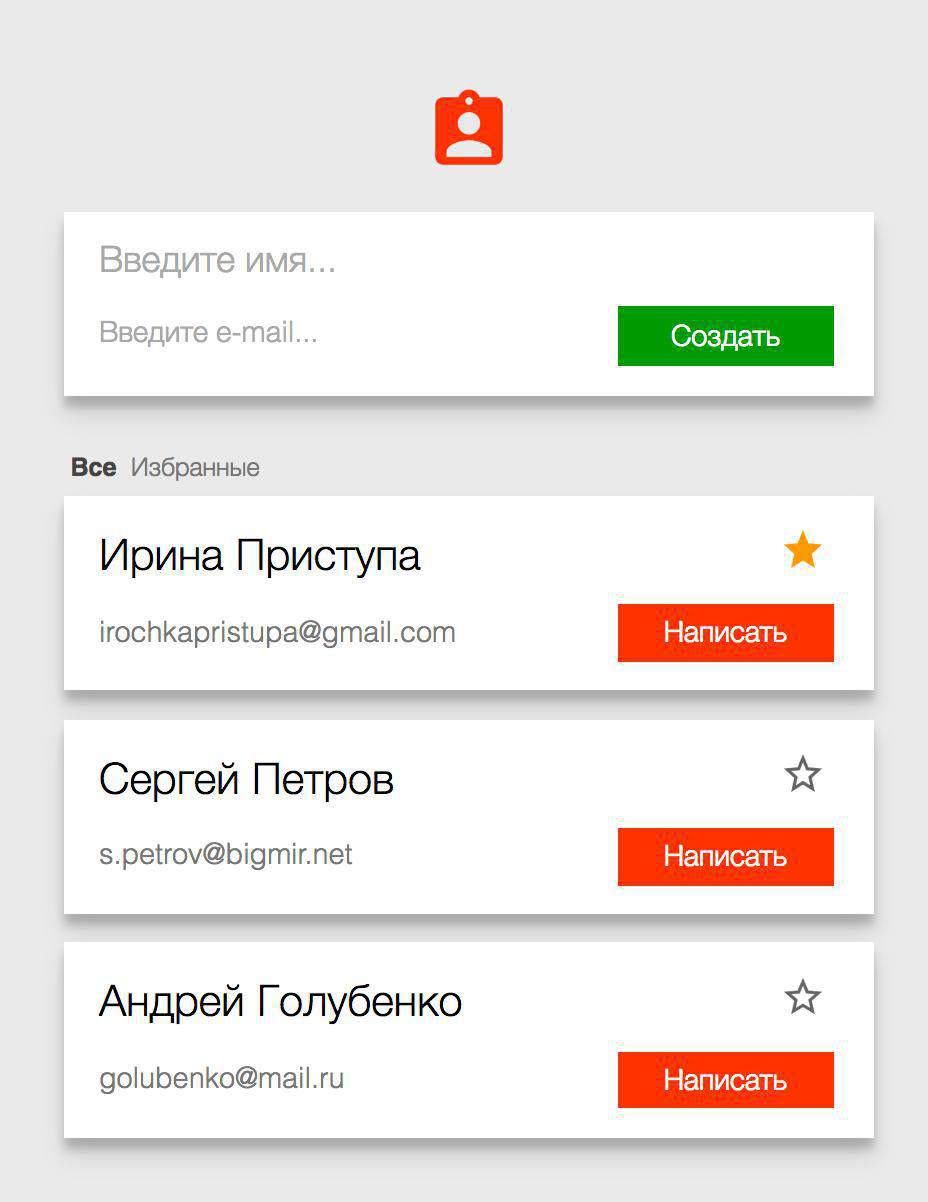 Введите имя...
Введите e-mail...
Создать
Все Избранные
Ирина Приступа
irochkapristupa@gmail.com
Написать
Сергей Петров
s.petrov@bigmir.net
Написать
Андрей Голубенко
golubenko@mail.ru
Написать